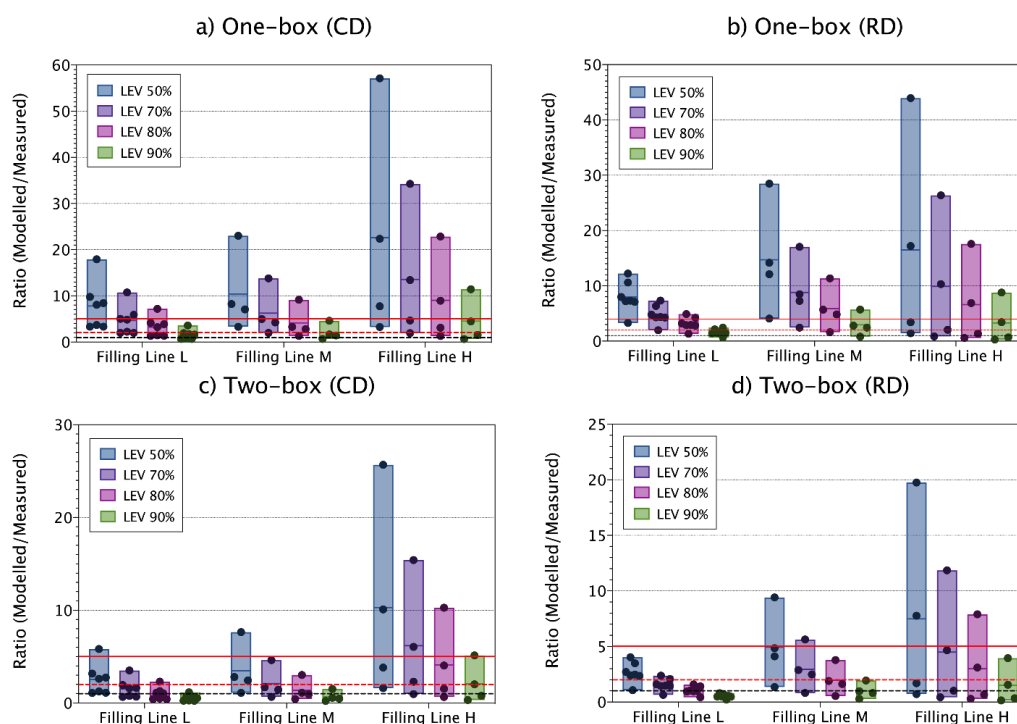 a) One-box (CD)
Ratio (Modelled/Measured)
60
50
40
30
20
10
0
LEV 50%
LEV 70%
LEV 80%
LEV 90%
Filling Line L
Filling Line M
Filling Line H
b) One-box (RD)
Ratio (Modelled/Measured)
50
40
30
20
10
0
LEV 50%
LEV 70%
LEV 80%
LEV 90%
Filling Line L
Filling Line M
Filling Line H
c) Two-box (CD)
Ratio (Modelled/Measured)
30
20
10
0
LEV 50%
LEV 70%
LEV 80%
LEV 90%
Filling Line L
Filling Line M
Filling Line H
d) Two-box (RD)
Ratio (Modelled/Measured)
25
20
15
10
5
0
LEV 50%
LEV 70%
LEV 80%
LEV 90%
Filling Line L
Filling Line M
Filling Line H